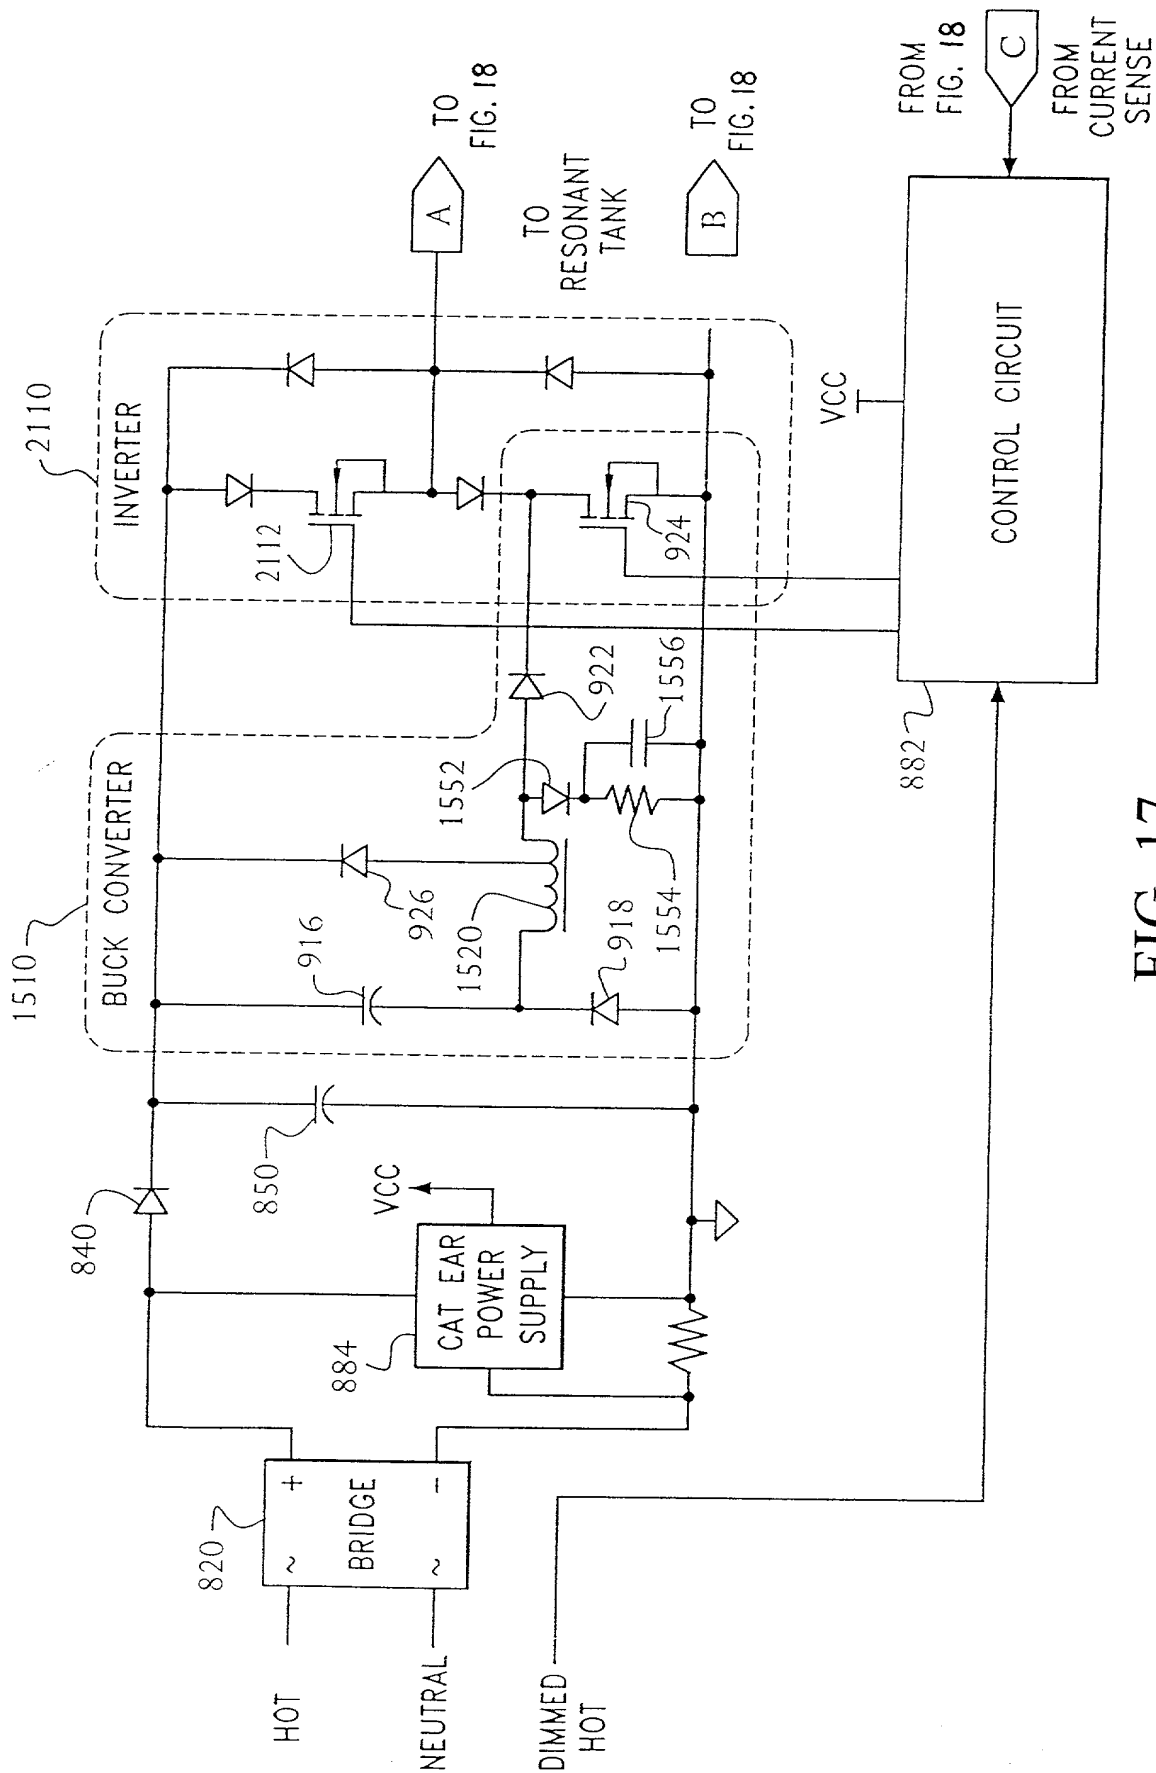 1510
BUCK CONVERTER
2110
INVERTER
840
850
916
926
1520
918
1552
1554
922
1556
2112
924
A
TO
FIG. 18
TO
RESONANT
TANK
B
TO
FIG. 18
884
CAT EAR
POWER
SUPPLY
VCC
820
+
~
BRIDGE
~
–
HOT
NEUTRAL
DIMMED
HOT
882
CONTROL CIRCUIT
VCC
FROM
FIG. 18
C
FROM
CURRENT
SENSE
FIG. 17